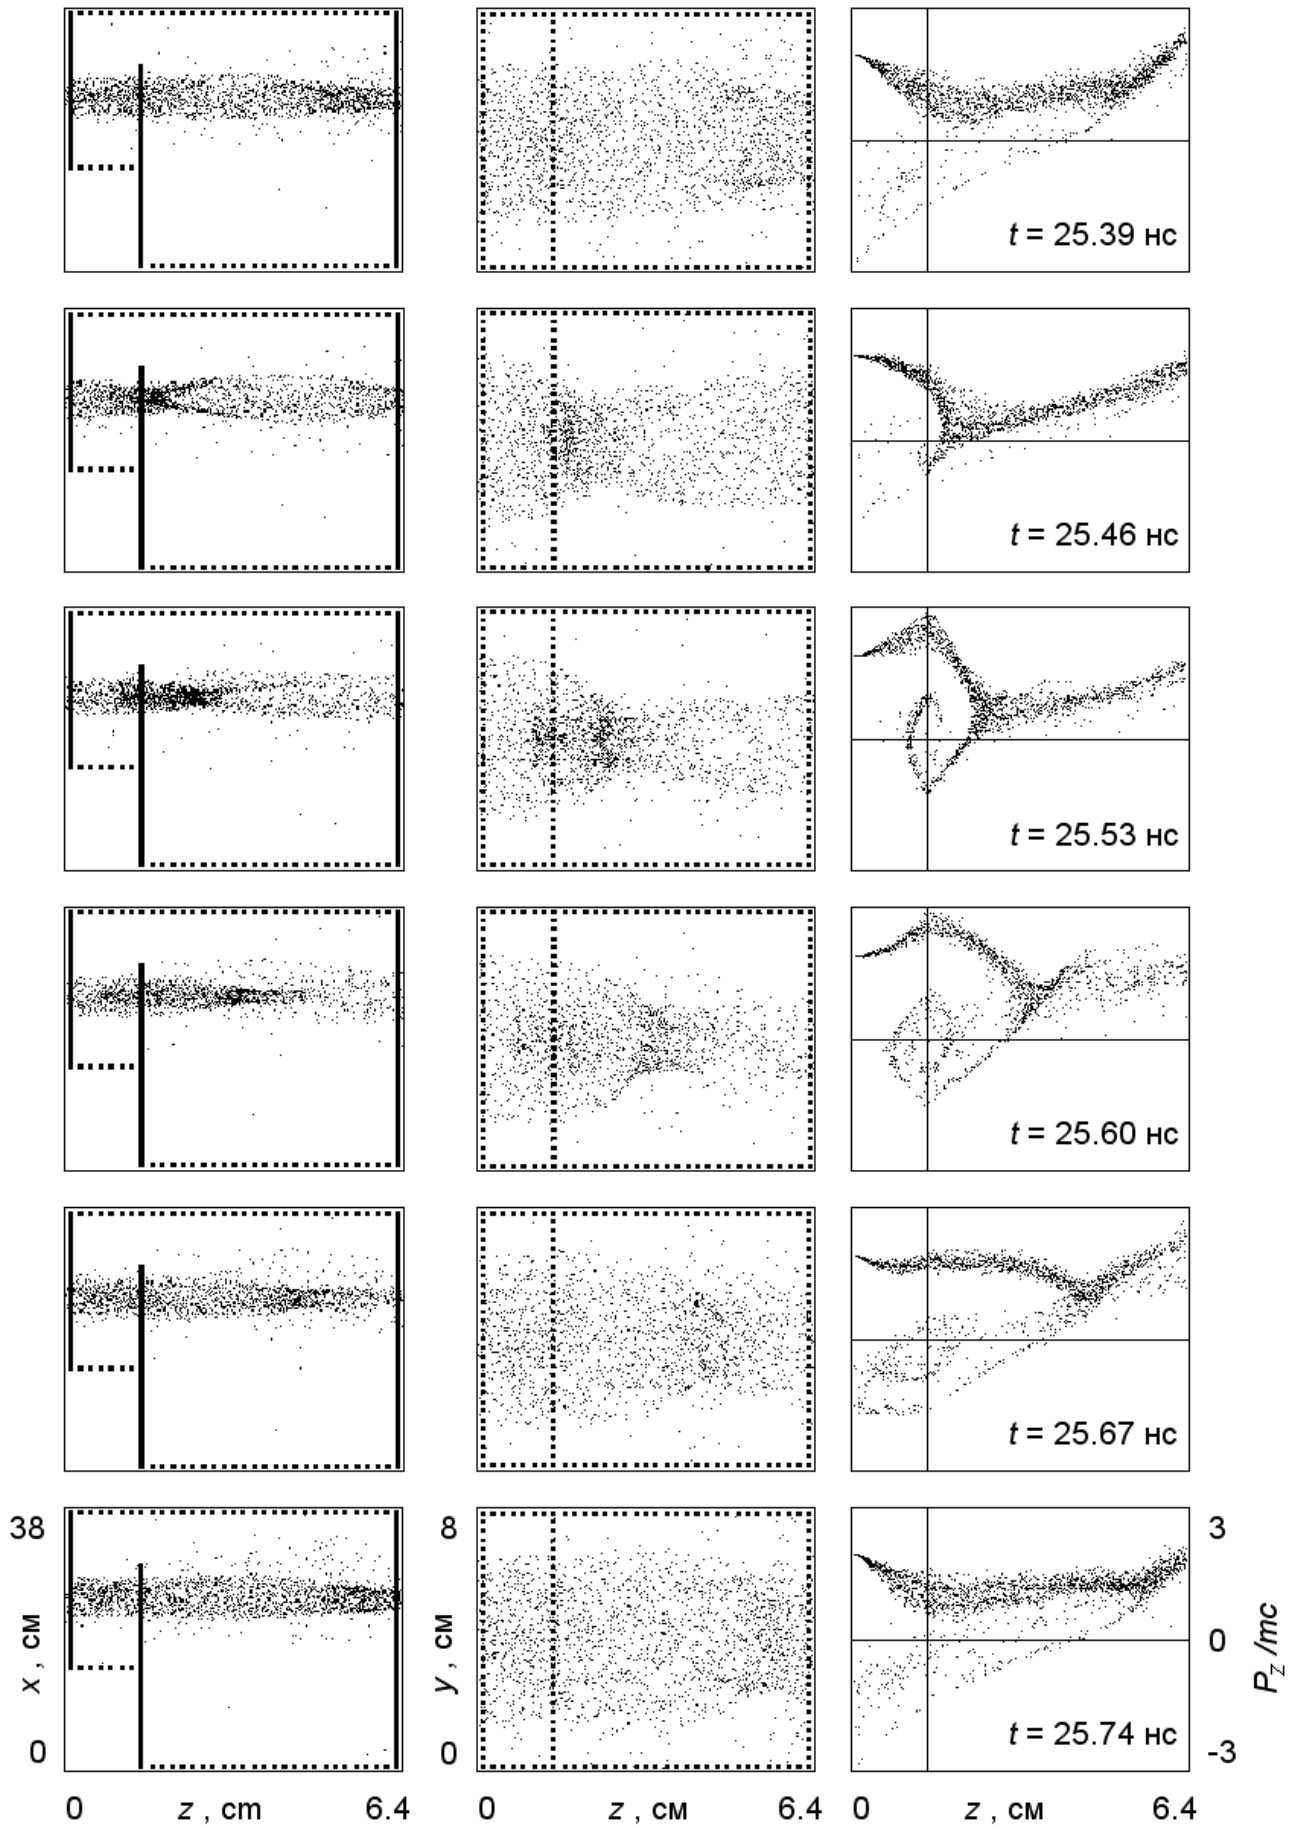 t = 25.39 нс
t = 25.46 нс
t = 25.53 нс
t = 25.60 нс
t = 25.67 нс
38
x , см
0
8
y , см
0
t = 25.74 нс
3
0
-3
P_Z /mc
0 z , cm 6.4
0 z , см 6.4
0 z , см 6.4